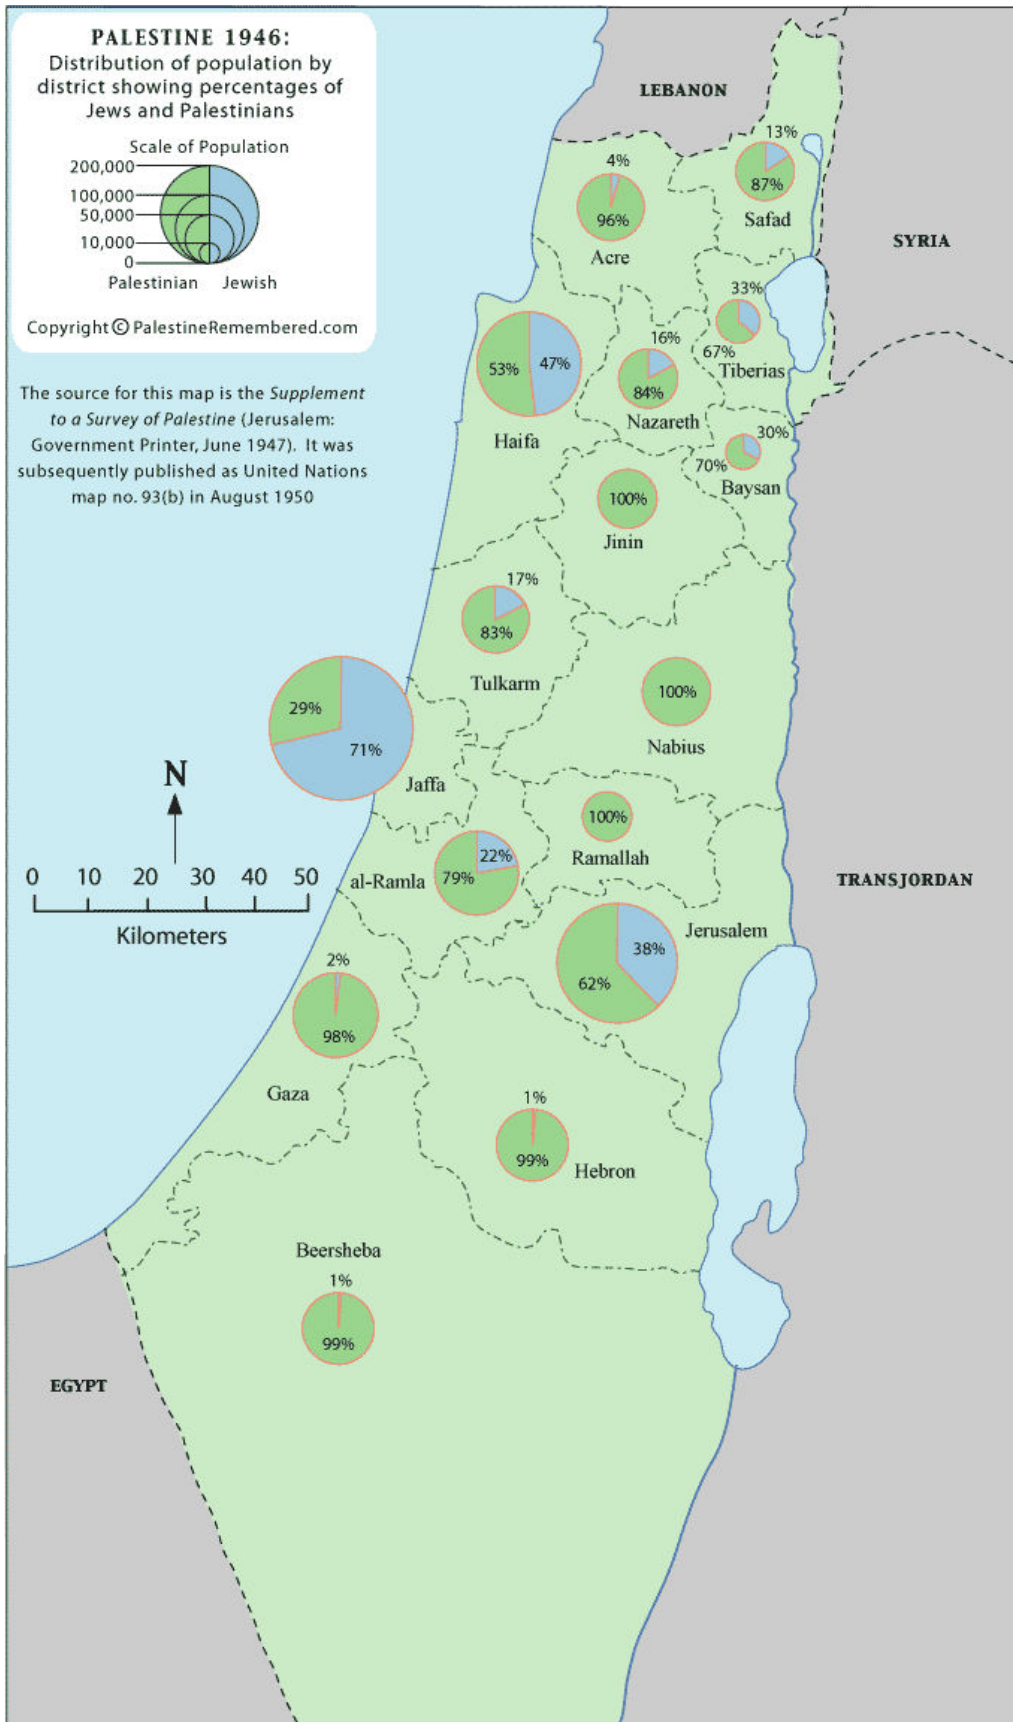 PALESTINE 1946:
Distribution of population by
district showing percentages of
Jews and Palestinians
Scale of Population
200,000
100,000
50,000
10,000
0
Palestinian Jewish
Copyright © PalestineRemembered.com
The source for this map is the Supplement
to a Survey of Palestine (Jerusalem:
Government Printer, June 1947). It was
subsequently published as United Nations
map no. 93(b) in August 1950
LEBANON
SYRIA
4%
96%
Acre
13%
87%
Safad
33%
67%
Tiberias
53%
47%
Haifa
16%
84%
Nazareth
30%
70%
Baysan
100%
Jinin
17%
83%
Tulkarm
100%
Nabius
29%
71%
Jaffa
N
0 10 20 30 40 50
Kilometers
100%
Ramallah
22%
79%
al-Ramla
TRANSJORDAN
Jerusalem
38%
62%
2%
98%
Gaza
1%
99%
Hebron
Beersheba
1%
99%
EGYPT